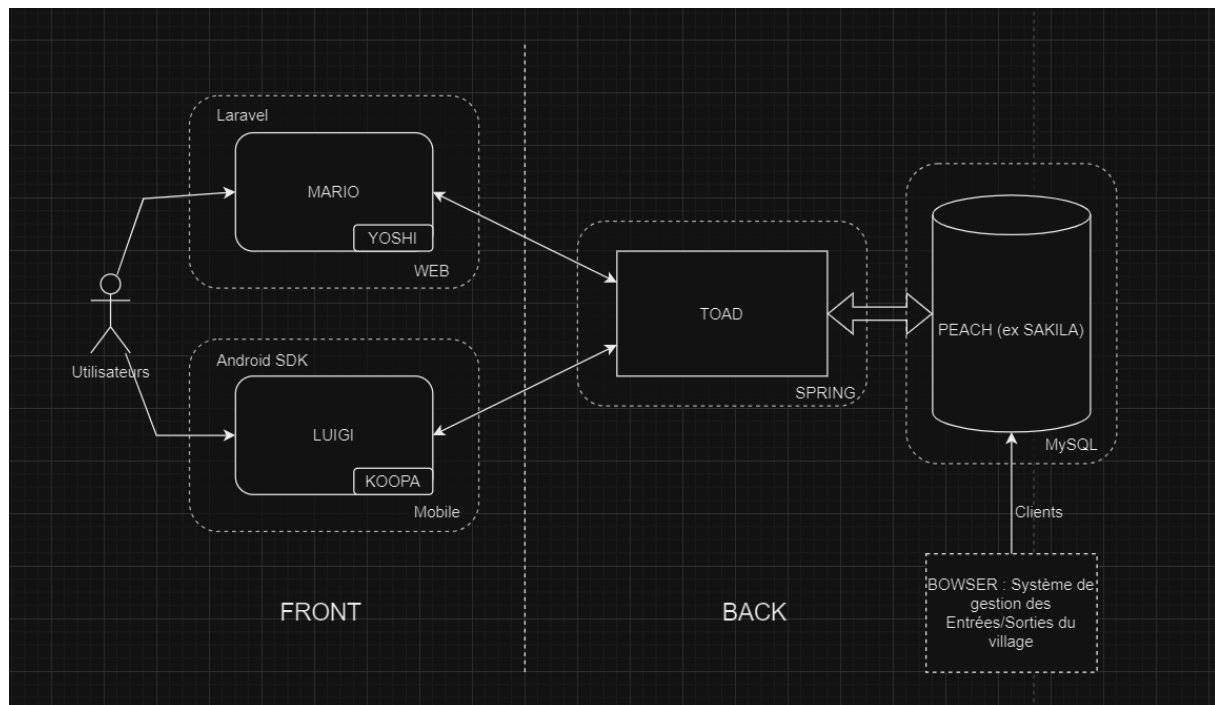 Laravel
MARIO
YOSHI
WEB
Utilisateurs
Android SDK
LUIGI
KOOPA
Mobile
FRONT
TOAD
SPRING
PEACH (ex SAKILA)
MySQL
Clients
BOWSER : Système de
gestion des
Entrées/Sorties du
village
BACK